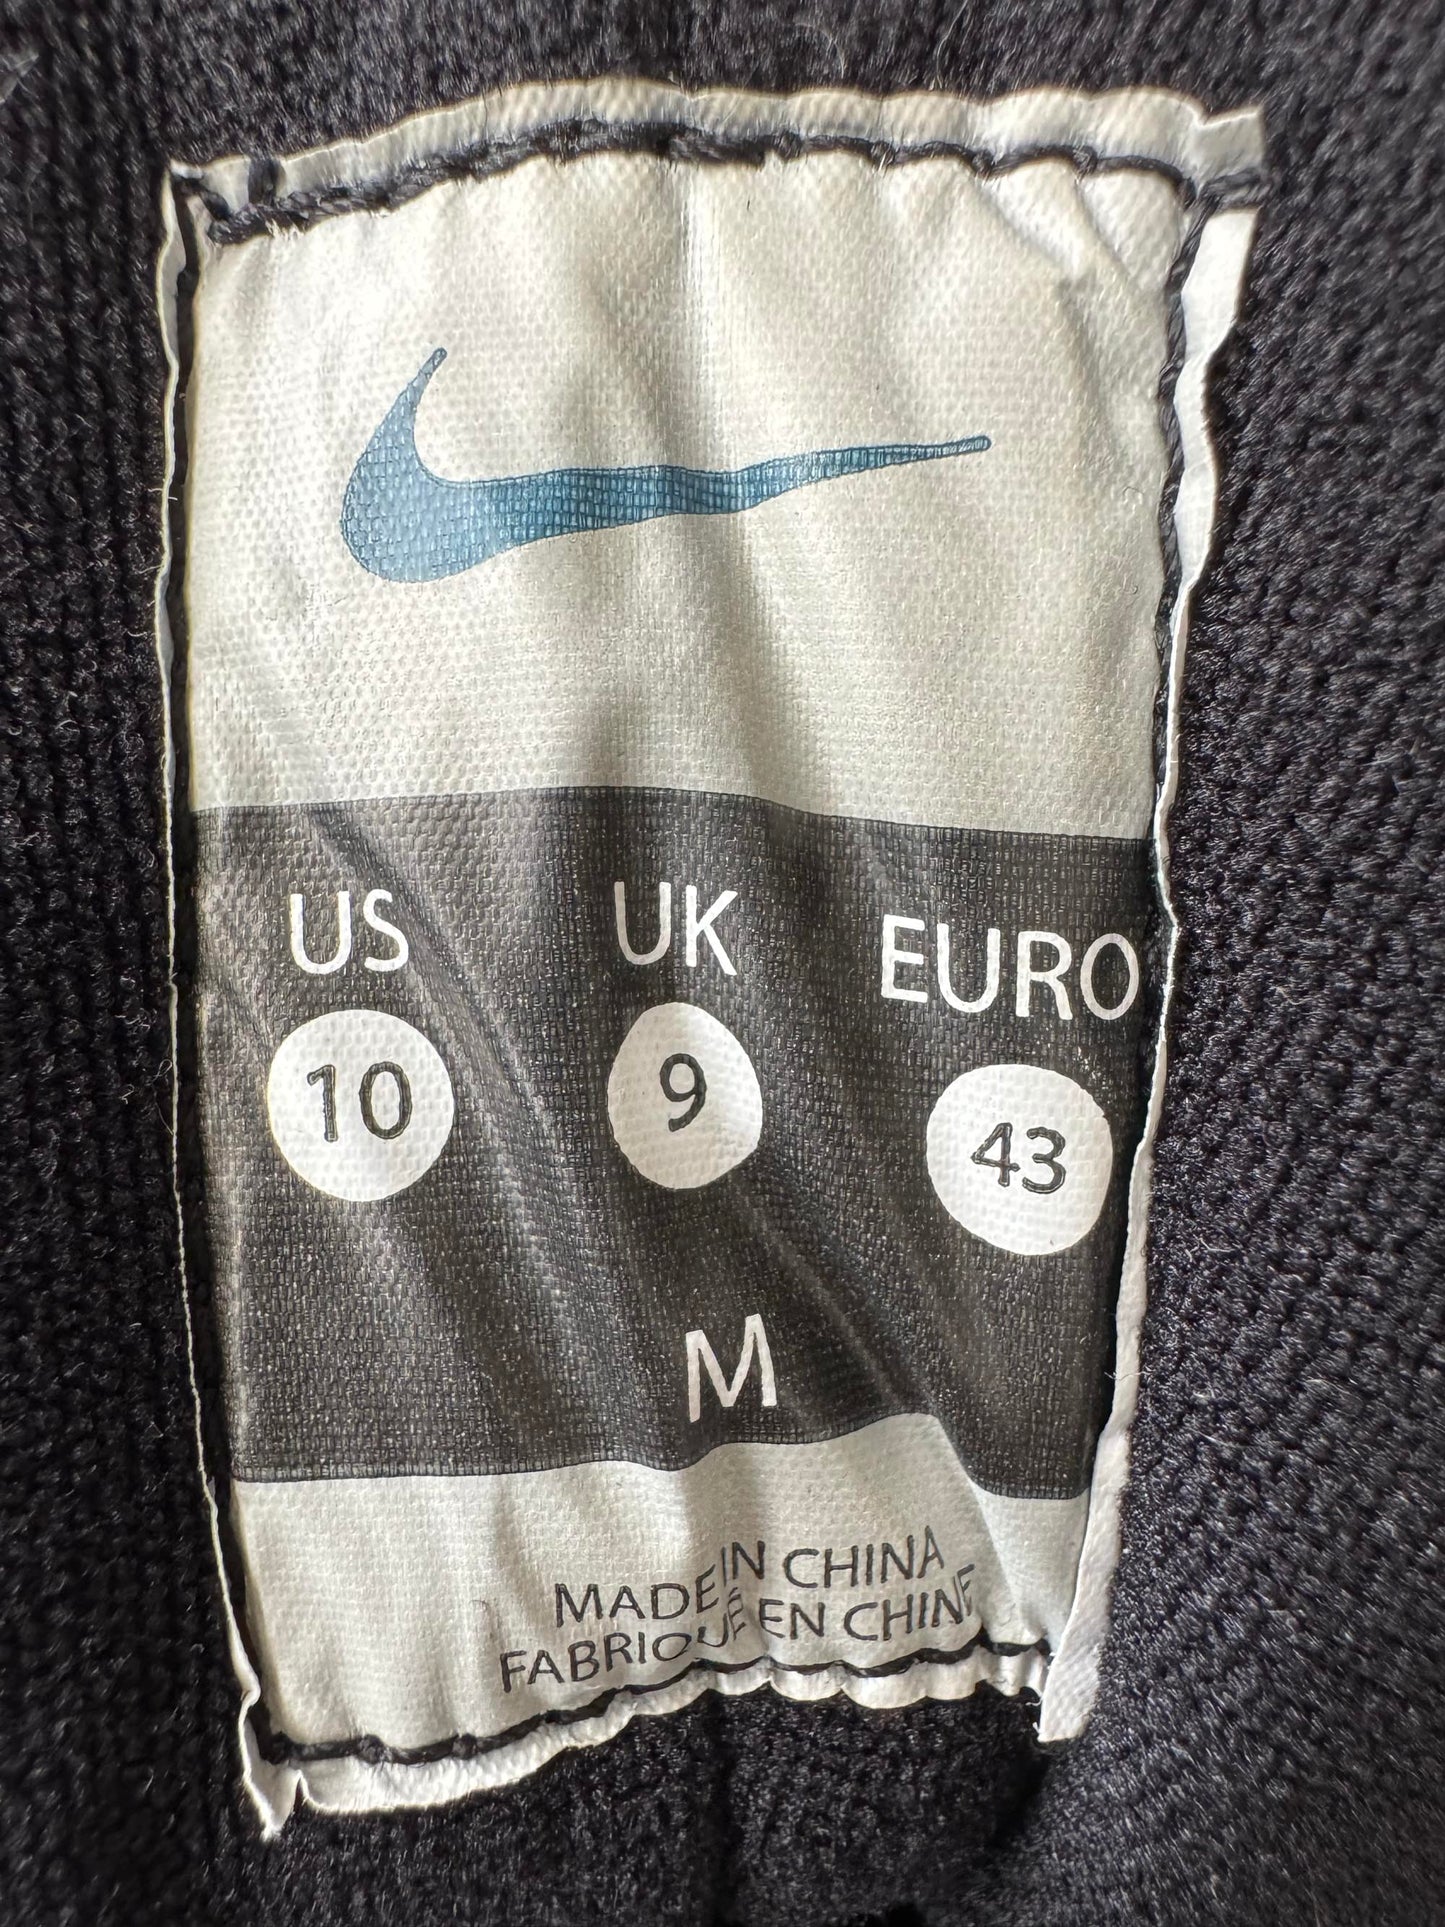 US UK EURO
10 9 43
M
MADE IN CHINA
FABRIQUÉ EN CHINE